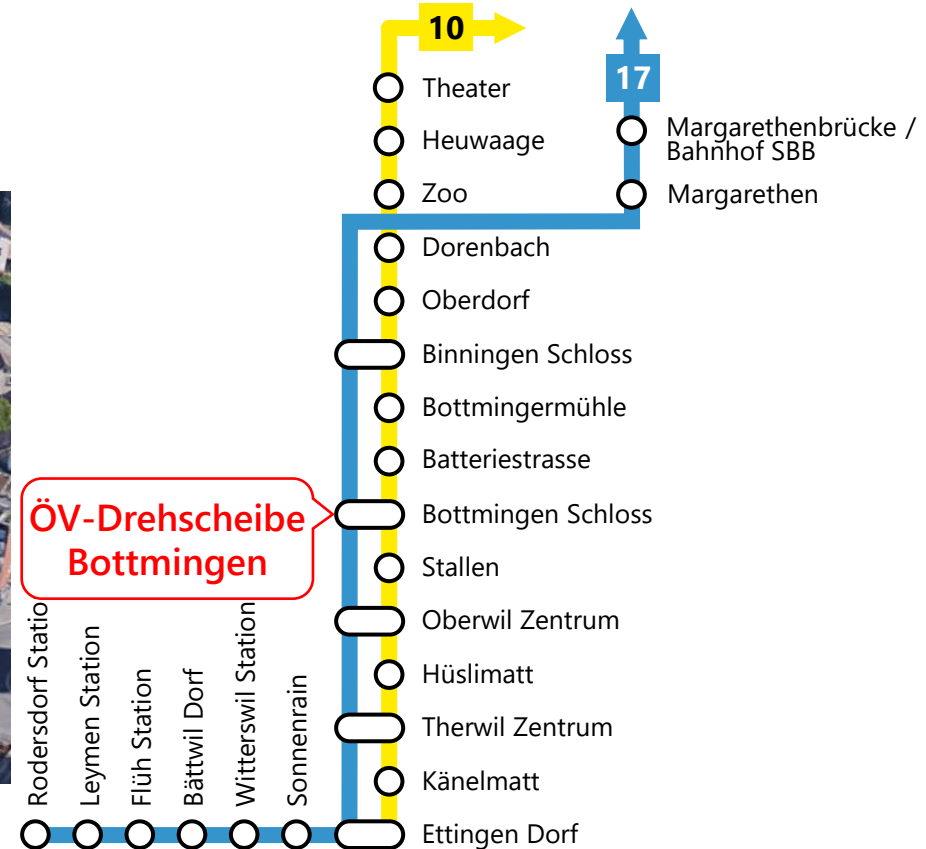 10
17
Theater
Heuwaage
Zoo
Margarethenbrücke /
Bahnhof SBB
Margarethen
Dorenbach
Oberdorf
Binningen Schloss
Bottmingermühle
Batteriestrasse
Bottmingen Schloss
ÖV-Drehscheibe
Bottmingen
Stallen
Oberwil Zentrum
Hüslimatt
Therwil Zentrum
Känelmatt
Ettingen Dorf
Rodersdorf Statio
Leymen Station
Flüh Station
Bättwil Dorf
Witterswil Station
Sonnenrain